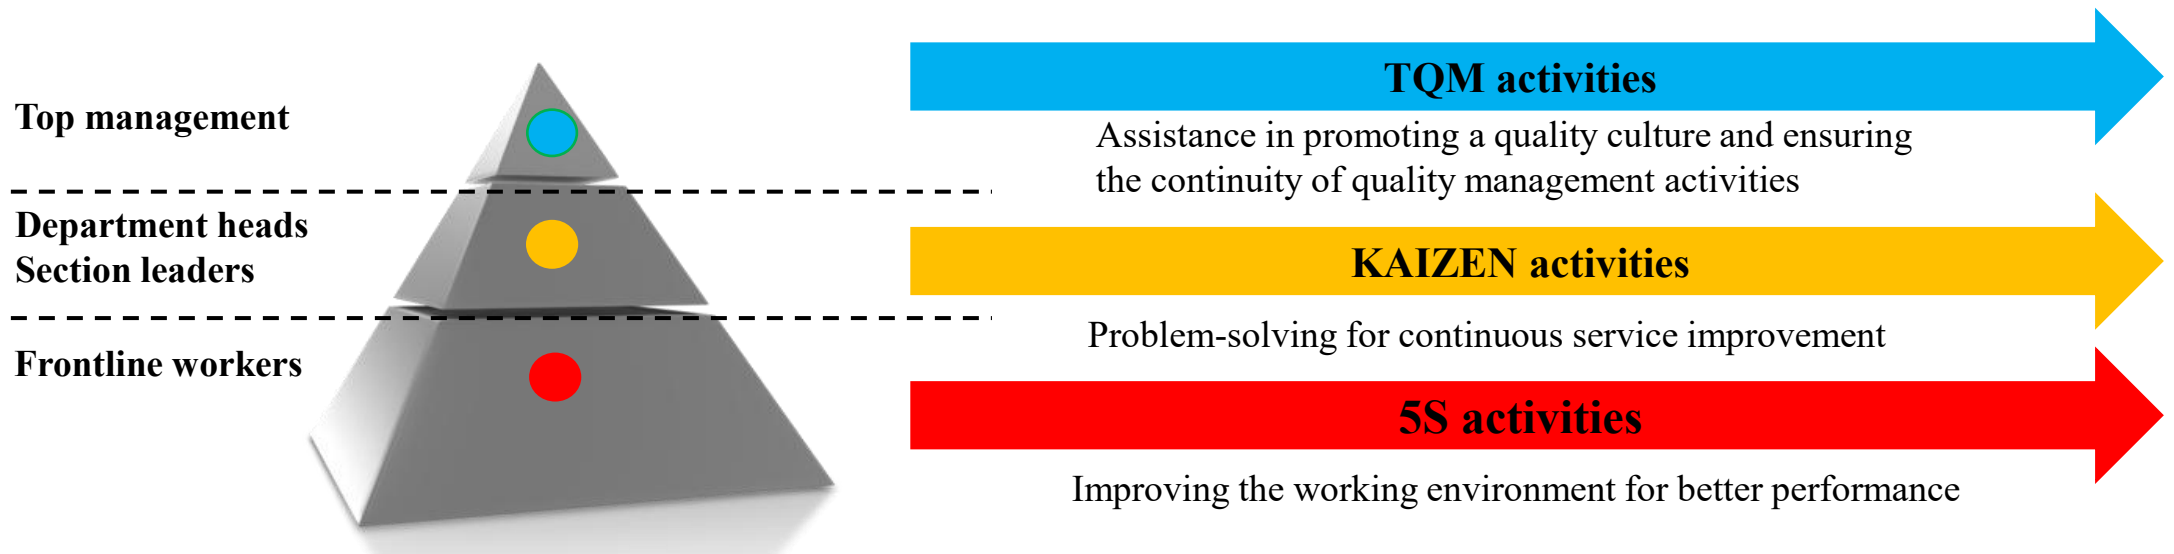 Top management
Department heads
Section leaders
Frontline workers
TQM activities
Assistance in promoting a quality culture and ensuring
the continuity of quality management activities
KAIZEN activities
Problem-solving for continuous service improvement
5S activities
Improving the working environment for better performance